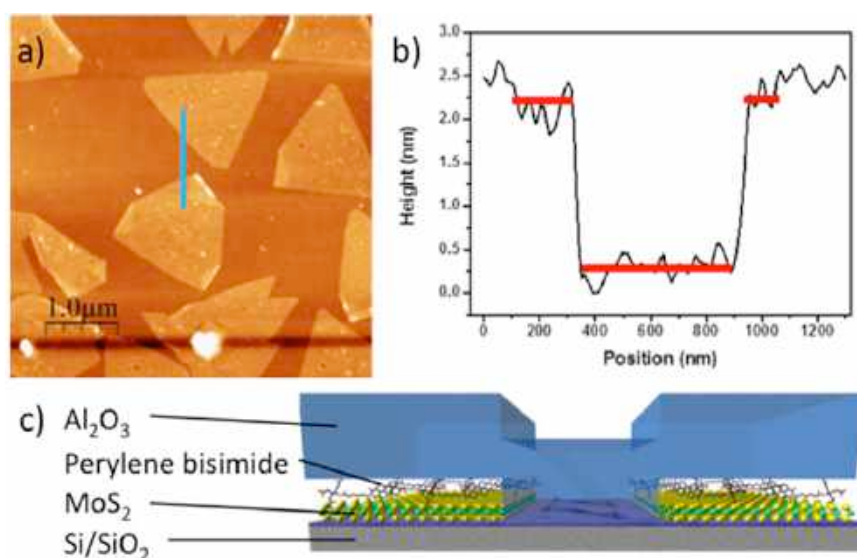 a)
1.0μm
b)
Height (nm)
3.0
2.5
2.0
1.5
1.0
0.5
0.0
0
200
400
600
800
1000
1200
Position (nm)
c)
Al₂O₃
Perylene bisimide
MoS₂
Si/SiO₂